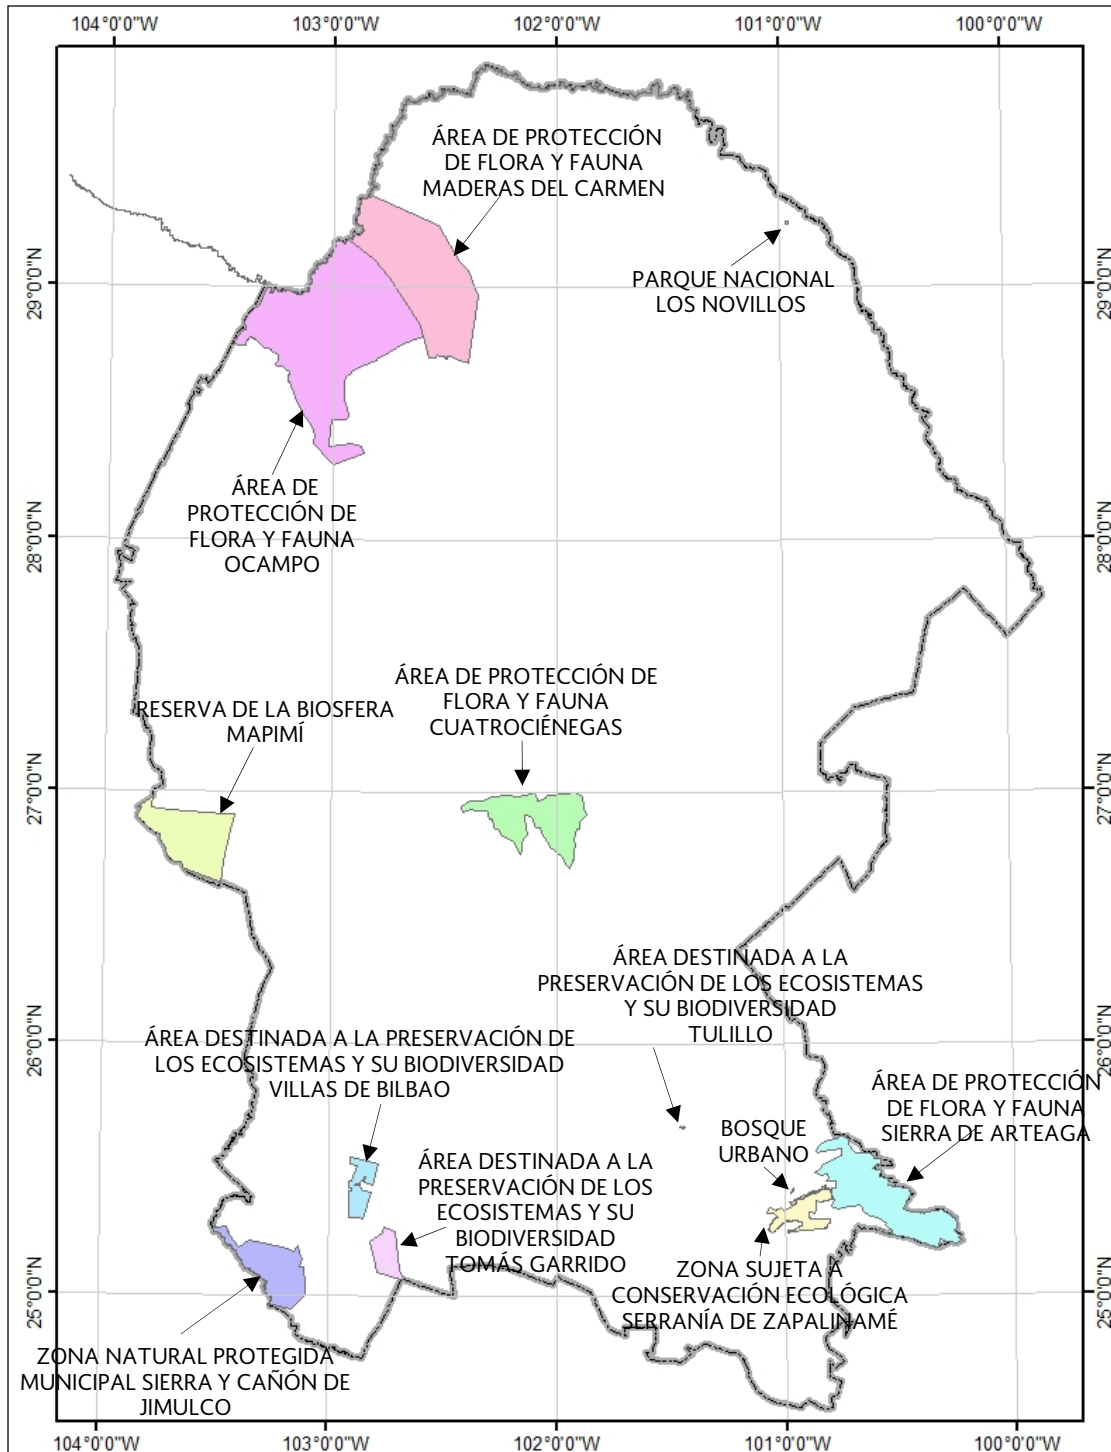 104°0'0"W
103°0'0"W
102°0'0"W
101°0'0"W
100°0'0"W
ÁREA DE PROTECCIÓN
DE FLORA Y FAUNA
MADERAS DEL CARMEN
PARQUE NACIONAL
LOS NOVILLOS
29°0'0"N
29°0'0"N
ÁREA DE
PROTECCIÓN DE
FLORA Y FAUNA
OCAMPO
28°0'0"N
28°0'0"N
ÁREA DE PROTECCIÓN DE
FLORA Y FAUNA
CUATROCIÉNEGAS
RESERVA DE LA BIOSFERA
MAPIMÍ
27°0'0"N
27°0'0"N
ÁREA DESTINADA A LA
PRESERVACIÓN DE LOS ECOSISTEMAS
Y SU BIODIVERSIDAD
TULILLO
26°0'0"N
26°0'0"N
ÁREA DESTINADA A LA PRESERVACIÓN DE
LOS ECOSISTEMAS Y SU BIODIVERSIDAD
VILLAS DE BILBAO
ÁREA DE PROTECCIÓN
DE FLORA Y FAUNA
SIERRA DE ARTEAGA
BOSQUE
URBANO
ÁREA DESTINADA A LA
PRESERVACIÓN DE LOS
ECOSISTEMAS Y SU
BIODIVERSIDAD
TOMÁS GARRIDO
ZONA SUJETA A
CONSERVACIÓN ECOLÓGICA
SERRANÍA DE ZAPALINAMÉ
25°0'0"N
25°0'0"N
ZONA NATURAL PROTEGIDA
MUNICIPAL SIERRA Y CAÑÓN DE
JIMULCO
104°0'0"W
103°0'0"W
102°0'0"W
101°0'0"W
100°0'0"W